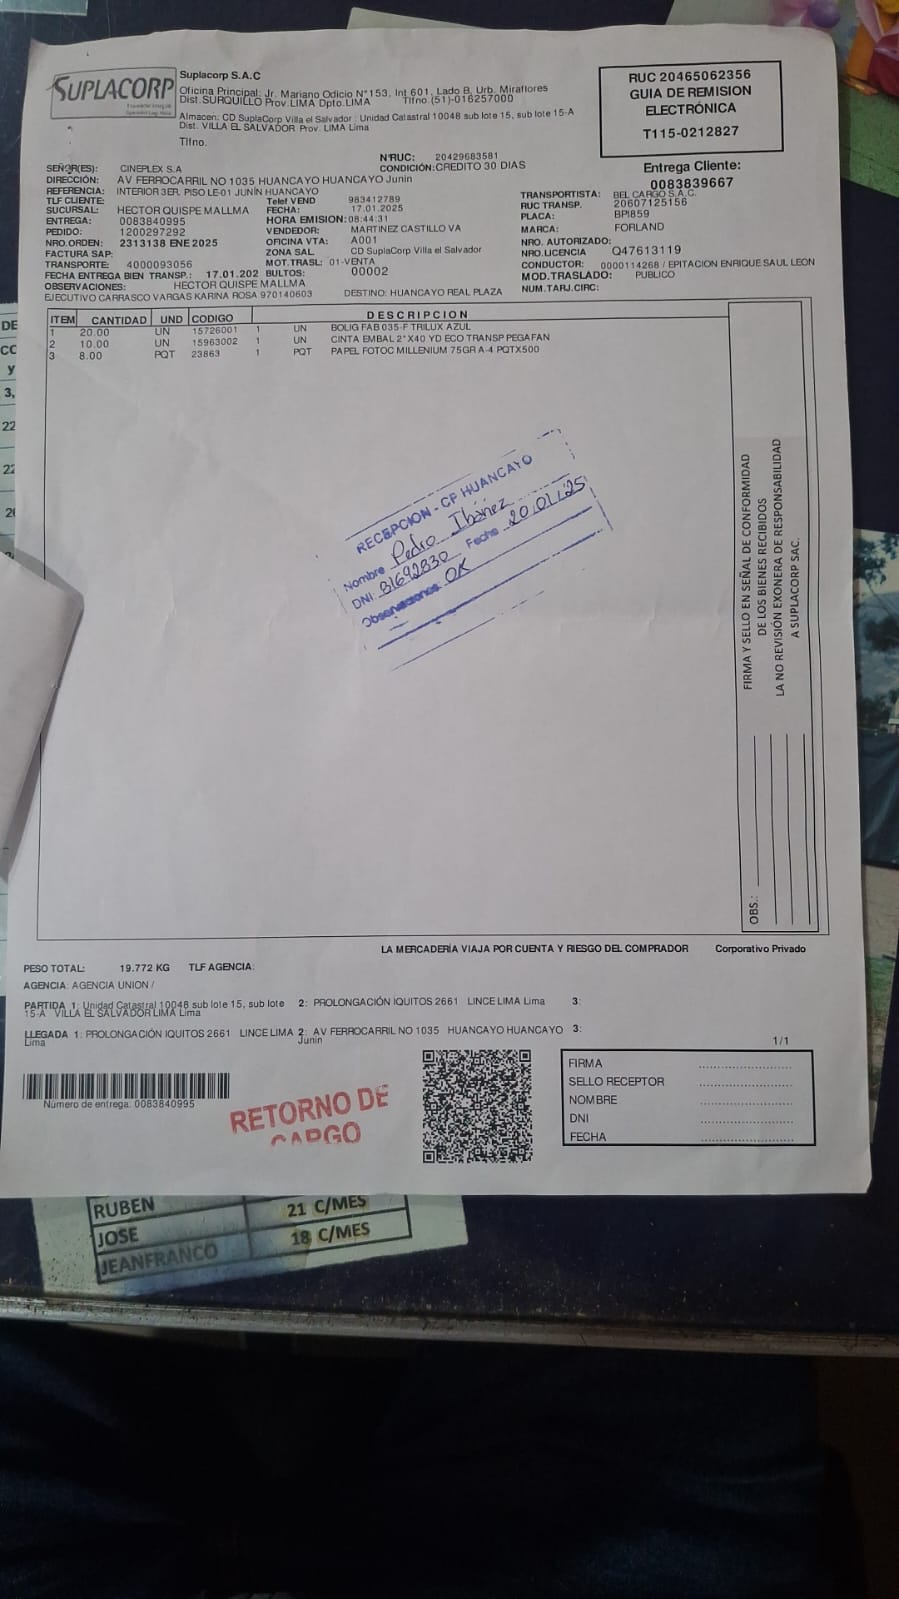 SUPLACORP
Suplacorp S.A.C
Oficina Principal: Jr. Mariano Odicio N°153, Int 601, Lado B, Urb. Miraflores
Dist.SURQUILLO Prov.LIMA Dpto.LIMA Tlfno.(51)-016257000
Almacen: CD SuplaCorp Villa el Salvador : Unidad Catastral 10048 sub lote 15, sub lote 15-A
Dist. VILLA EL SALVADOR Prov. LIMA Lima
Tlfno.
RUC 20465062356
GUIA DE REMISION
ELECTRÓNICA
T115-0212827
Entrega Cliente:
0083839667
N°RUC: 20429683581
SEÑOR(ES): CINEPLEX S.A
CONDICIÓN:CREDITO 30 DIAS
DIRECCIÓN: AV FERROCARRIL NO 1035 HUANCAYO HUANCAYO Junin
REFERENCIA: INTERIOR 3ER. PISO LE-01 JUNÍN HUANCAYO
TLF CLIENTE: Telef VEND 983412789
SUCURSAL: HECTOR QUISPE MALLMA FECHA: 17.01.2025
ENTREGA: 0083840995 HORA EMISION: 08:44:31
PEDIDO: 1200297292 VENDEDOR: MARTINEZ CASTILLO VA
NRO.ORDEN: 2313138 ENE 2025 OFICINA VTA: A001
FACTURA SAP: ZONA SAL. CD SuplaCorp Villa el Salvador
TRANSPORTE: 4000093056 MOT.TRASL: 01-VENTA
FECHA ENTREGA BIEN TRANSP.: 17.01.202 BULTOS: 00002
OBSERVACIONES: HECTOR QUISPE MALLMA
EJECUTIVO CARRASCO VARGAS KARINA ROSA 970140603 DESTINO: HUANCAYO REAL PLAZA
TRANSPORTISTA: BEL CARGO S.A.C.
RUC TRANSP. 20607125156
PLACA: BPI859
MARCA: FORLAND
NRO. AUTORIZADO:
NRO.LICENCIA Q47613119
CONDUCTOR: 0000114268 / EPITACION ENRIQUE SAUL LEON
MOD.TRASLADO: PUBLICO
NUM.TARJ.CIRC:
ITEM CANTIDAD UND CODIGO DESCRIPCION
1 20.00 UN 15726001 1 UN BOLIG FAB 035-F TRILUX AZUL
2 10.00 UN 15963002 1 UN CINTA EMBAL 2"X40 YD ECO TRANSP PEGAFAN
3 8.00 PQT 23863 1 PQT PAPEL FOTOC MILLENIUM 75GR A-4 PQTX500
RECEPCION - CP HUANCAYO
Nombre Pedro Ibáñez
DNI: 81692830 Fecha 20/01/25
Observaciones: OK
FIRMA Y SELLO EN SEÑAL DE CONFORMIDAD
DE LOS BIENES RECIBIDOS
LA NO REVISIÓN EXONERA DE RESPONSABILIDAD
A SUPLACORP SAC.
OBS.:
LA MERCADERÍA VIAJA POR CUENTA Y RIESGO DEL COMPRADOR Corporativo Privado
PESO TOTAL: 19.772 KG TLF AGENCIA:
AGENCIA: AGENCIA UNION /
PARTIDA 1: Unidad Catastral 10048 sub lote 15, sub lote 2: PROLONGACIÓN IQUITOS 2661 LINCE LIMA Lima 3:
15-A VILLA EL SALVADOR LIMA Lima
LLEGADA 1: PROLONGACIÓN IQUITOS 2661 LINCE LIMA 2: AV FERROCARRIL NO 1035 HUANCAYO HUANCAYO 3:
Lima Junin
1/1
Número de entrega: 0083840995
RETORNO DE
CARGO
FIRMA
SELLO RECEPTOR
NOMBRE
DNI
FECHA
RUBEN 21 C/MES
JOSE 18 C/MES
JEANFRANCO
DE
CO
y
3,
22
22